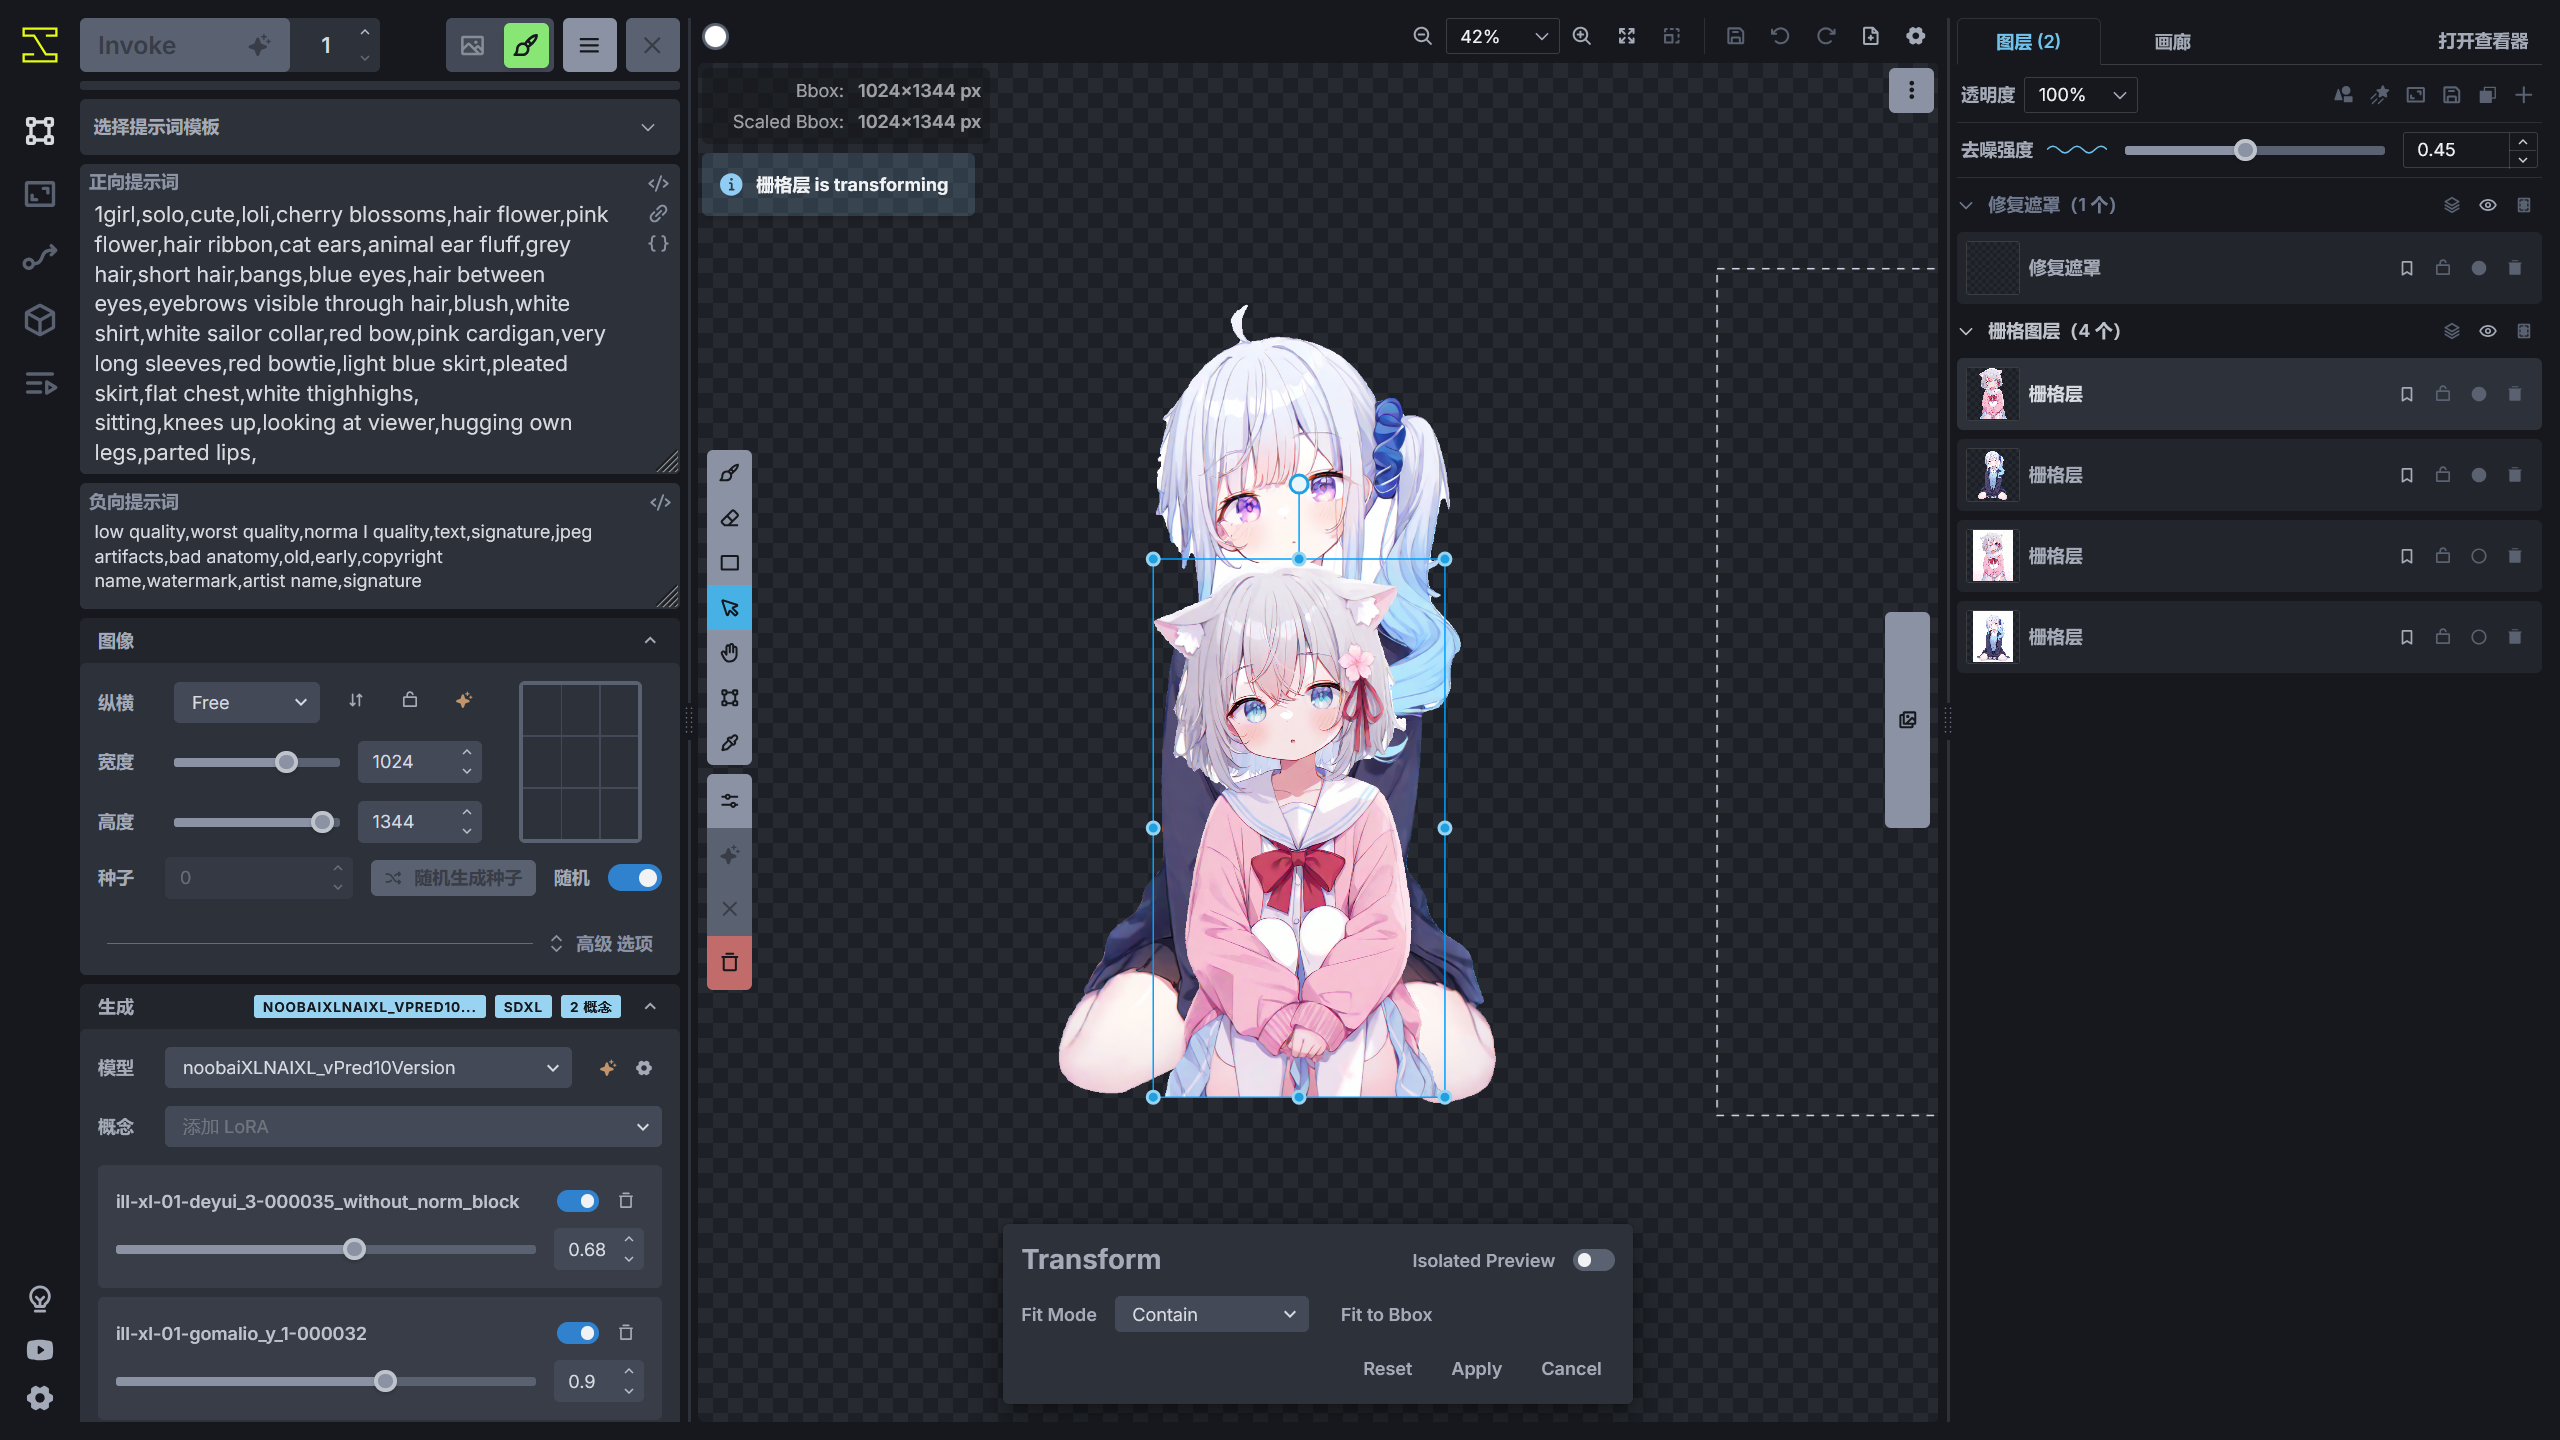 Invoke
1
选择提示词模板
正向提示词
1girl,solo,cute,loli,cherry blossoms,hair flower,pink
flower,hair ribbon,cat ears,animal ear fluff,grey
hair,short hair,bangs,blue eyes,hair between
eyes,eyebrows visible through hair,blush,white
shirt,white sailor collar,red bow,pink cardigan,very
long sleeves,red bowtie,light blue skirt,pleated
skirt,flat chest,white thighhighs,
sitting,knees up,looking at viewer,hugging own
legs,parted lips,
负向提示词
low quality,worst quality,norma l quality,text,signature,jpeg
artifacts,bad anatomy,old,early,copyright
name,watermark,artist name,signature
图像
纵横
Free
宽度
1024
高度
1344
种子
0
随机生成种子
随机
高级 选项
生成
NOOBAIXLNAIXL_VPRED10...
SDXL
2 概念
模型
noobaiXLNAIXL_vPred10Version
概念
添加 LoRA
ill-xl-01-deyui_3-000035_without_norm_block
0.68
ill-xl-01-gomalio_y_1-000032
0.9
42%
Bbox: 1024×1344 px
Scaled Bbox: 1024×1344 px
栅格层 is transforming
Transform
Isolated Preview
Fit Mode
Contain
Fit to Bbox
Reset
Apply
Cancel
图层 (2)
画廊
打开查看器
透明度
100%
去噪强度
0.45
修复遮罩（1 个）
修复遮罩
栅格图层（4 个）
栅格层
栅格层
栅格层
栅格层